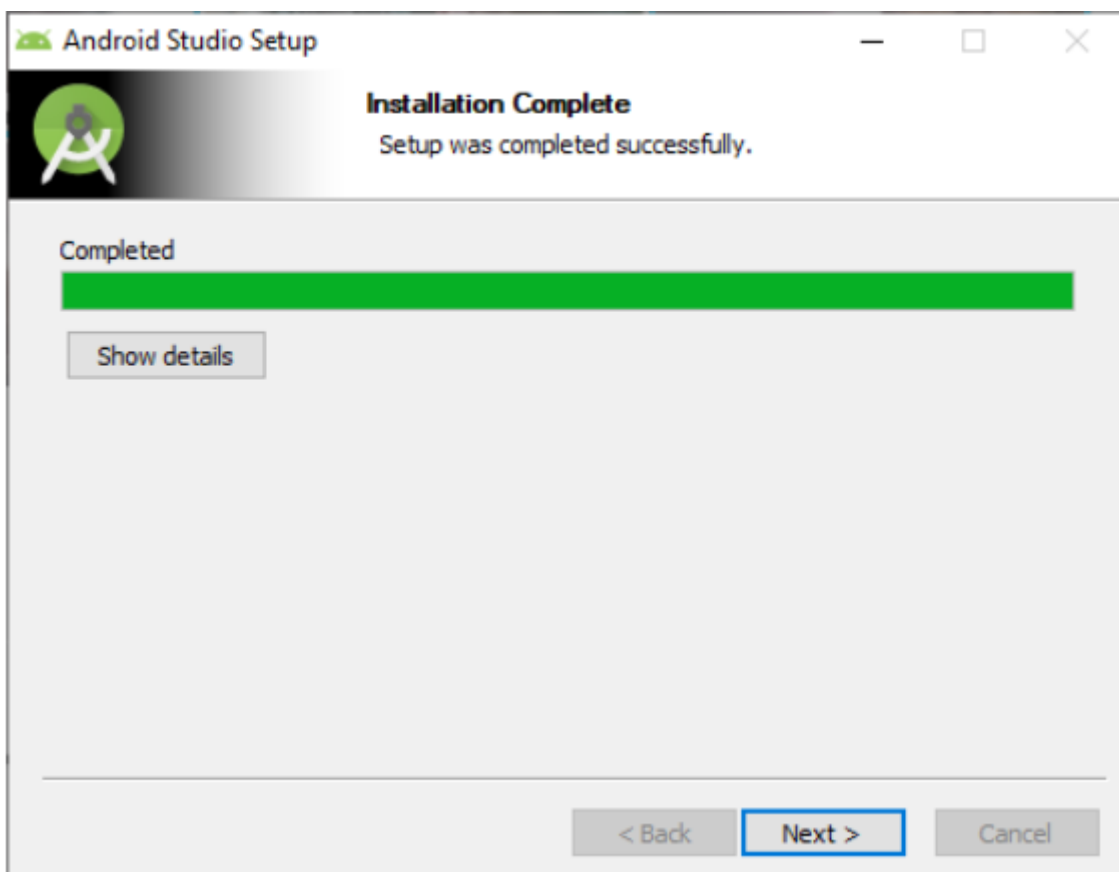 Android Studio Setup
Installation Complete
Setup was completed successfully.
Completed
Show details
< Back
Next >
Cancel